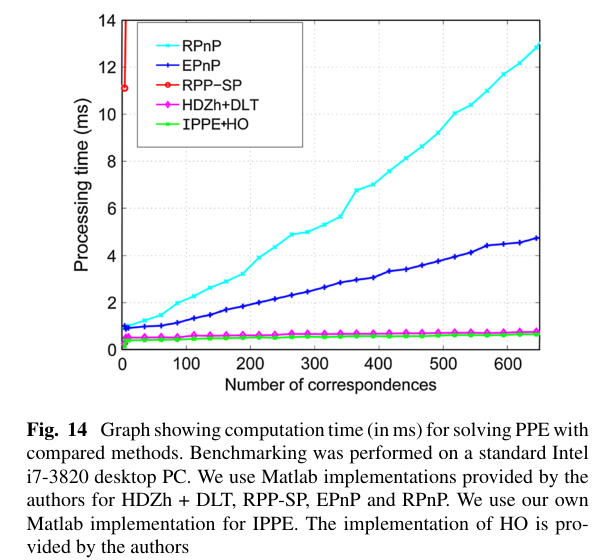 14
12
10
8
6
4
2
0
Processing time (ms)
RPnP
EPnP
RPP−SP
HDZh+DLT
IPPE+HO
0 100 200 300 400 500 600
Number of correspondences
Fig. 14 Graph showing computation time (in ms) for solving PPE with
compared methods. Benchmarking was performed on a standard Intel
i7-3820 desktop PC. We use Matlab implementations provided by the
authors for HDZh + DLT, RPP-SP, EPnP and RPnP. We use our own
Matlab implementation for IPPE. The implementation of HO is pro-
vided by the authors